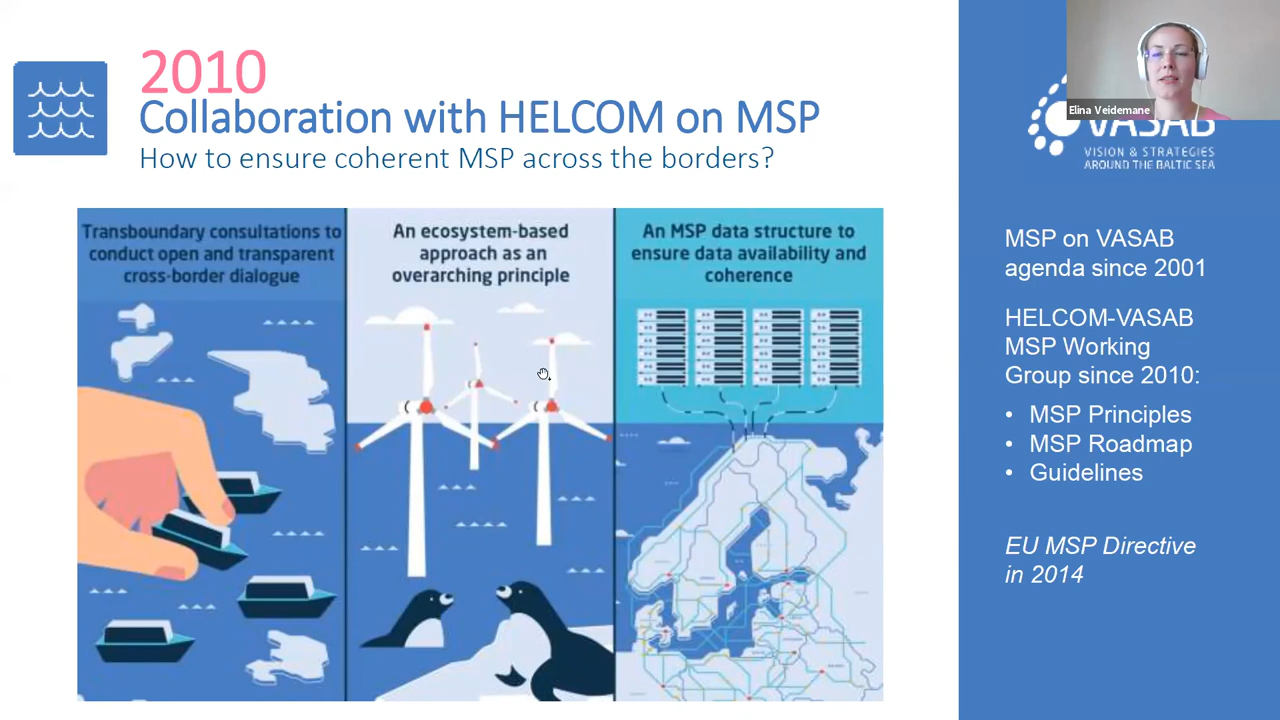 2010
Collaboration with HELCOM on MSP
How to ensure coherent MSP across the borders?
Transboundary consultations to
conduct open and transparent
cross-border dialogue
An ecosystem-based
approach as an
overarching principle
An MSP data structure to
ensure data availability and
coherence
Elina Veidemane
VASAB
VISION & STRATEGIES
AROUND THE BALTIC SEA
MSP on VASAB
agenda since 2001
HELCOM-VASAB
MSP Working
Group since 2010:
• MSP Principles
• MSP Roadmap
• Guidelines
EU MSP Directive
in 2014